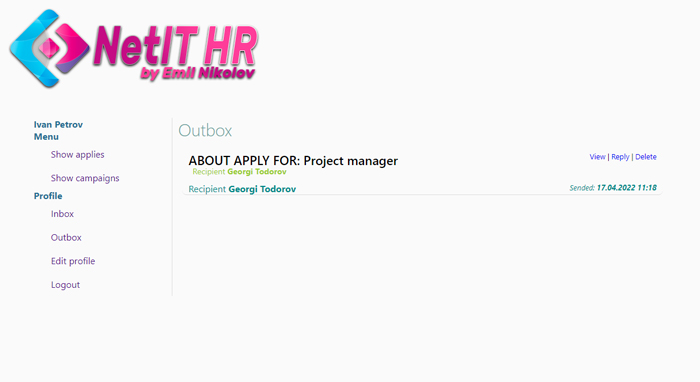 NetIT HR
by Emil Nikolov
Ivan Petrov
Menu
Show applies
Show campaigns
Profile
Inbox
Outbox
Edit profile
Logout
Outbox
ABOUT APPLY FOR: Project manager
View | Reply | Delete
Recipient Georgi Todorov
Recipient Georgi Todorov
Sended: 17.04.2022 11:18